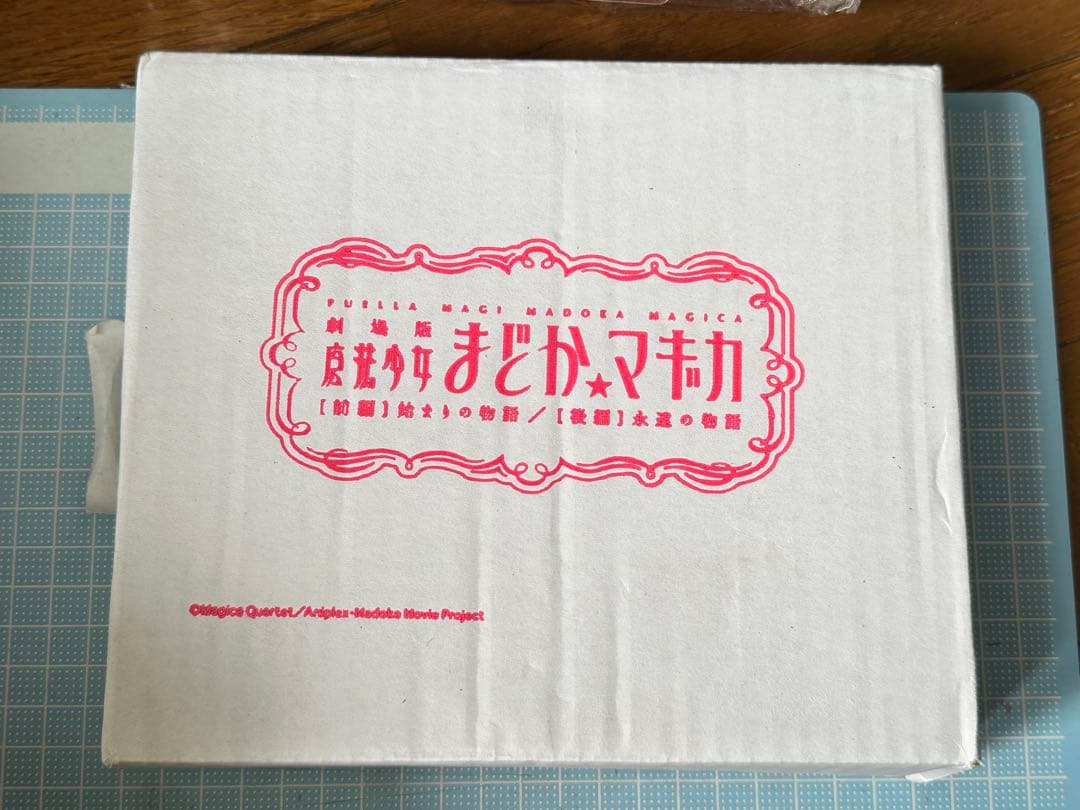 PUELLA MAGI MADOKA MAGICA
劇場版
魔法少女まどか★マギカ
[前編]始まりの物語／[後編]永遠の物語
©Magica Quartet／Aniplex・Madoka Movie Project